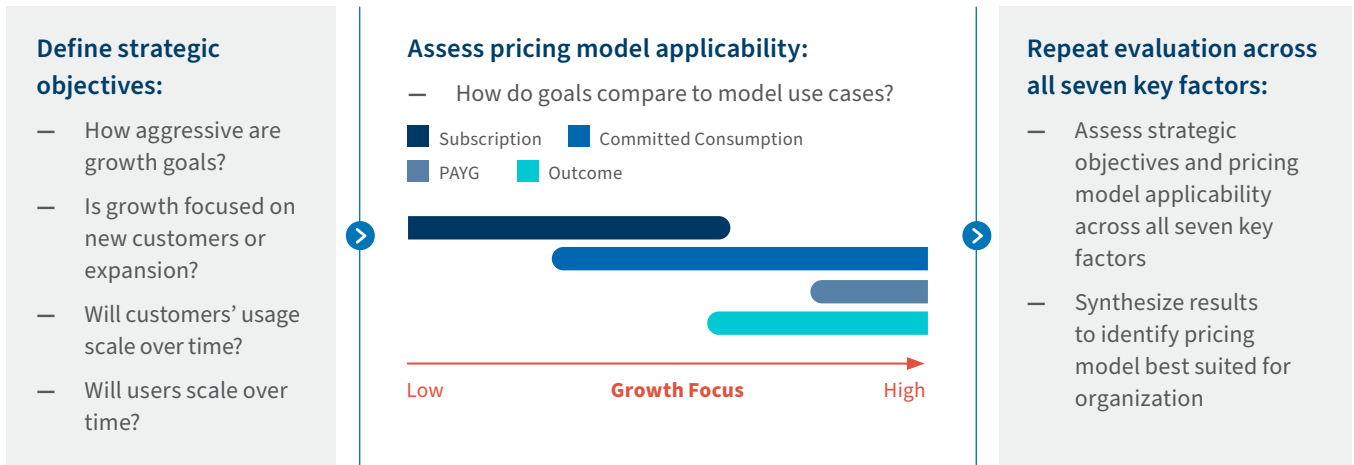 Define strategic
objectives:
— How aggressive are
growth goals?
— Is growth focused on
new customers or
expansion?
— Will customers’ usage
scale over time?
— Will users scale over
time?
Assess pricing model applicability:
— How do goals compare to model use cases?
Subscription Committed Consumption
PAYG Outcome
Low Growth Focus High
Repeat evaluation across
all seven key factors:
— Assess strategic
objectives and pricing
model applicability
across all seven key
factors
— Synthesize results
to identify pricing
model best suited for
organization